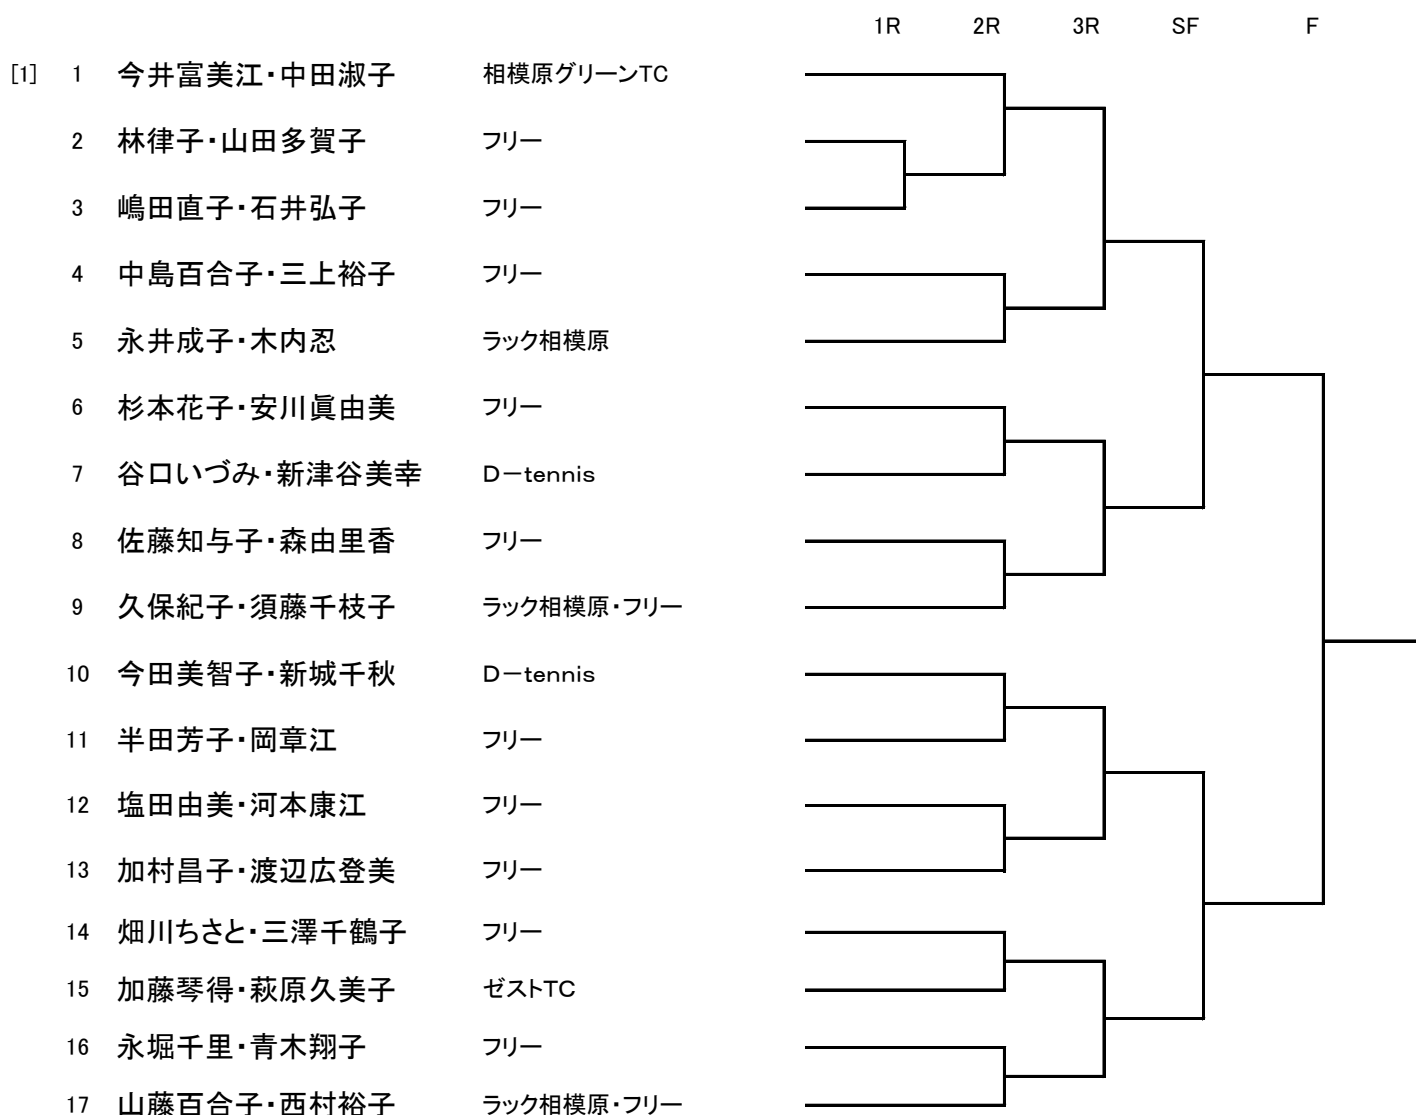 1R 2R 3R SF F
[1] 1 今井富美江・中田淑子 相模原グリーンTC
2 林律子・山田多賀子 フリー
3 嶋田直子・石井弘子 フリー
4 中島百合子・三上裕子 フリー
5 永井成子・木内忍 ラック相模原
6 杉本花子・安川眞由美 フリー
7 谷口いづみ・新津谷美幸 D－tennis
8 佐藤知与子・森由里香 フリー
9 久保紀子・須藤千枝子 ラック相模原・フリー
10 今田美智子・新城千秋 D－tennis
11 半田芳子・岡章江 フリー
12 塩田由美・河本康江 フリー
13 加村昌子・渡辺広登美 フリー
14 畑川ちさと・三澤千鶴子 フリー
15 加藤琴得・萩原久美子 ゼストTC
16 永堀千里・青木翔子 フリー
17 山藤百合子・西村裕子 ラック相模原・フリー